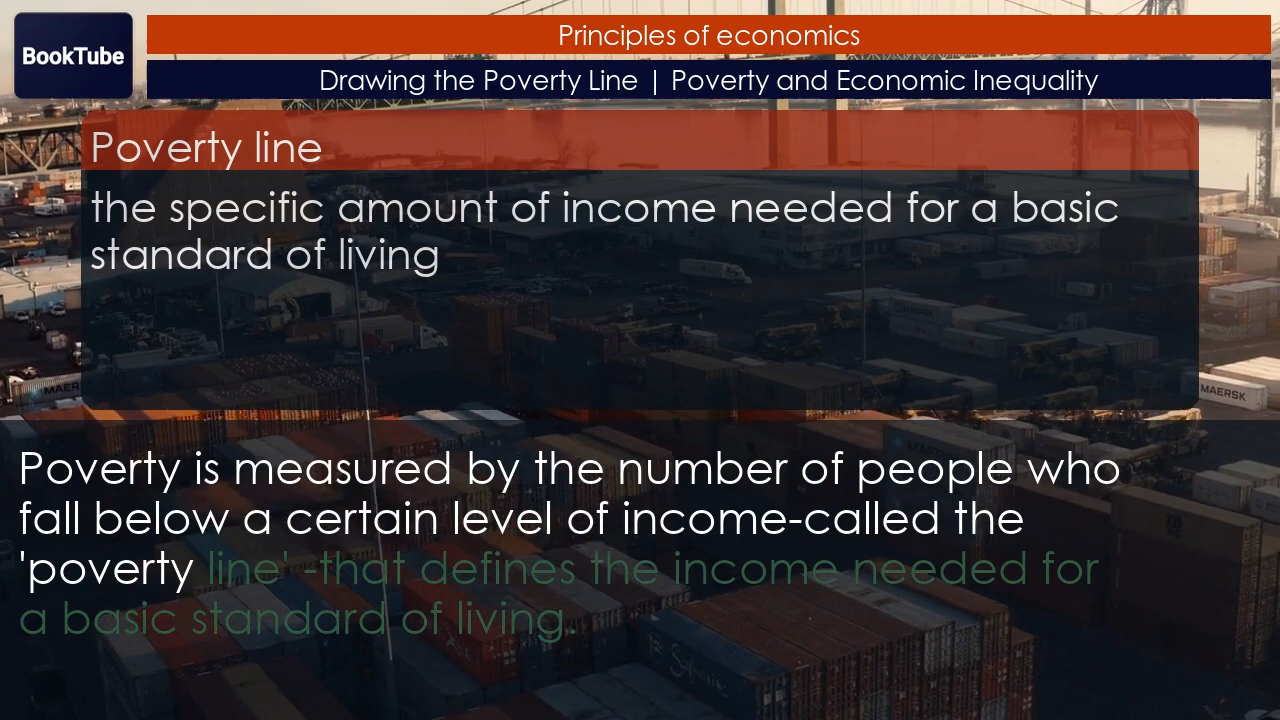 BookTube
Principles of economics
Drawing the Poverty Line | Poverty and Economic Inequality
Poverty line
the specific amount of income needed for a basic
standard of living
MAERSK
MAERSK
Poverty is measured by the number of people who
fall below a certain level of income-called the
'poverty line'-that defines the income needed for
a basic standard of living.